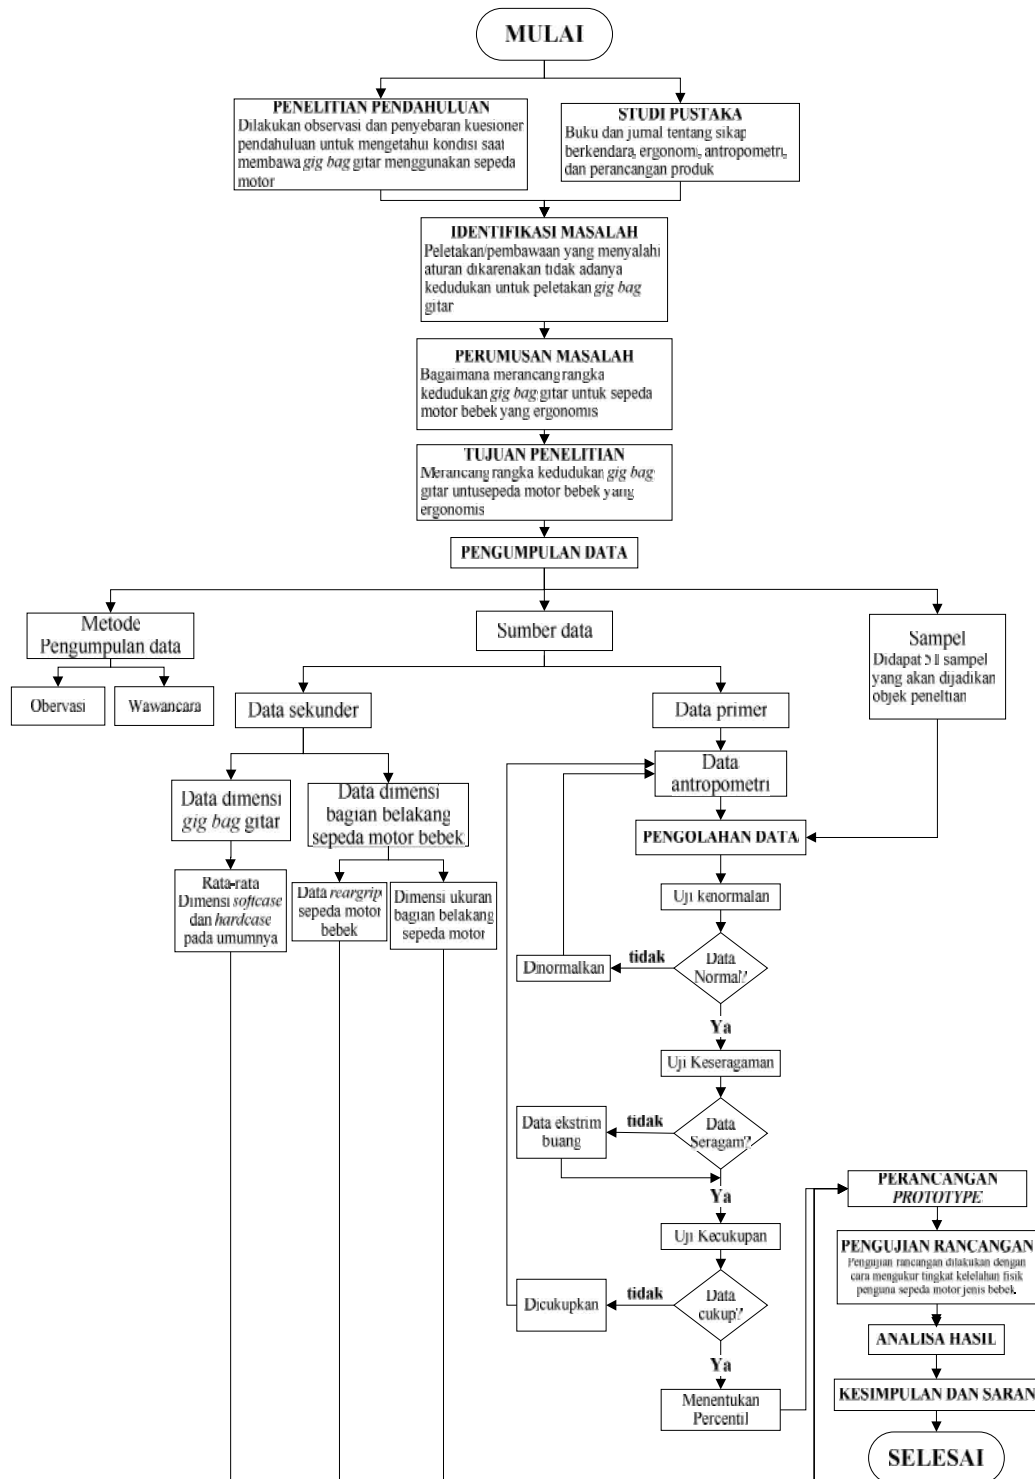 MULAI
PENELITIAN PENDAHULUAN
Dilakukan observasi dan penyebaran kuesioner
pendahuluan untuk mengetahui kondisi saat
membawa gig bag gitar menggunakan sepeda
motor
STUDI PUSTAKA
Buku dan jurnal tentang sikap
berkendara, ergonomi, antropometri,
dan perancangan produk
IDENTIFIKASI MASALAH
Peletakan/pembawaan yang menyalahi
aturan dikarenakan tidak adanya
kedudukan untuk peletakan gig bag
gitar
PERUMUSAN MASALAH
Bagaimana merancang rangka
kedudukan gig bag gitar untuk sepeda
motor bebek yang ergonomis
TUJUAN PENELITIAN
Merancang rangka kedudukan gig bag
gitar untusepeda motor bebek yang
ergonomis
PENGUMPULAN DATA
Metode
Pengumpulan data
Sumber data
Sampel
Didapat sampel
yang akan dijadikan
objek peneltian
Obervasi
Wawancara
Data sekunder
Data primer
Data dimensi
gig bag gitar
Data dimensi
bagian belakang
sepeda motor bebek
Data
antropometri
PENGOLAHAN DATA
Rata-rata
Dimensi softcase
dan hardcase
pada umumnya
Data reargrip
sepeda motor
bebek
Dimensi ukuran
bagian belakang
sepeda motor
Uji kenormalan
Data
Normal?
tidak
Dinormalkan
Ya
Uji Keseragaman
Data
Seragam?
tidak
Data ekstrim
buang
Ya
Uji Kecukupan
Data
cukup?
tidak
Dicukupkan
Ya
Menentukan
Percentil
PERANCANGAN
PROTOTYPE
PENGUJIAN RANCANGAN
Pengujian rancangan dilakukan dengan
cara mengukur tingkat kelelahan fisik
penguna sepeda motor jenis bebek.
ANALISA HASIL
KESIMPULAN DAN SARAN
SELESAI